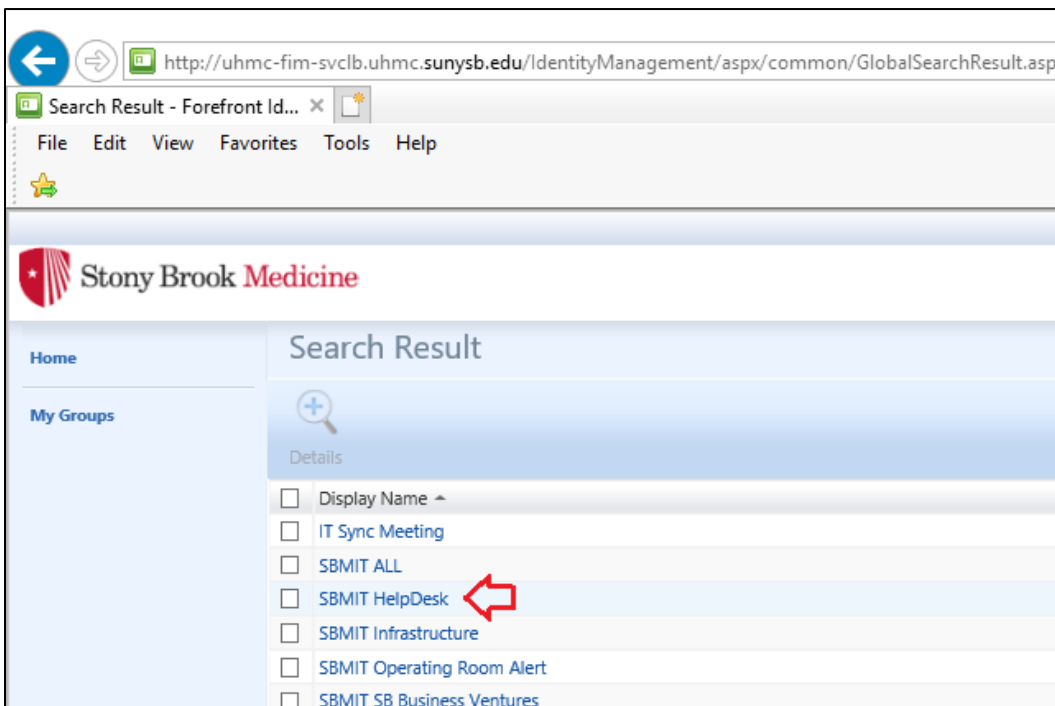 http://uhmc-fim-svclb.uhmc.sunysb.edu/IdentityManagement/aspx/common/GlobalSearchResult.asp
Search Result - Forefront Id...
File Edit View Favorites Tools Help
Stony Brook Medicine
Home
My Groups
Search Result
Details
Display Name
IT Sync Meeting
SBMIT ALL
SBMIT HelpDesk
SBMIT Infrastructure
SBMIT Operating Room Alert
SBMIT SB Business Ventures